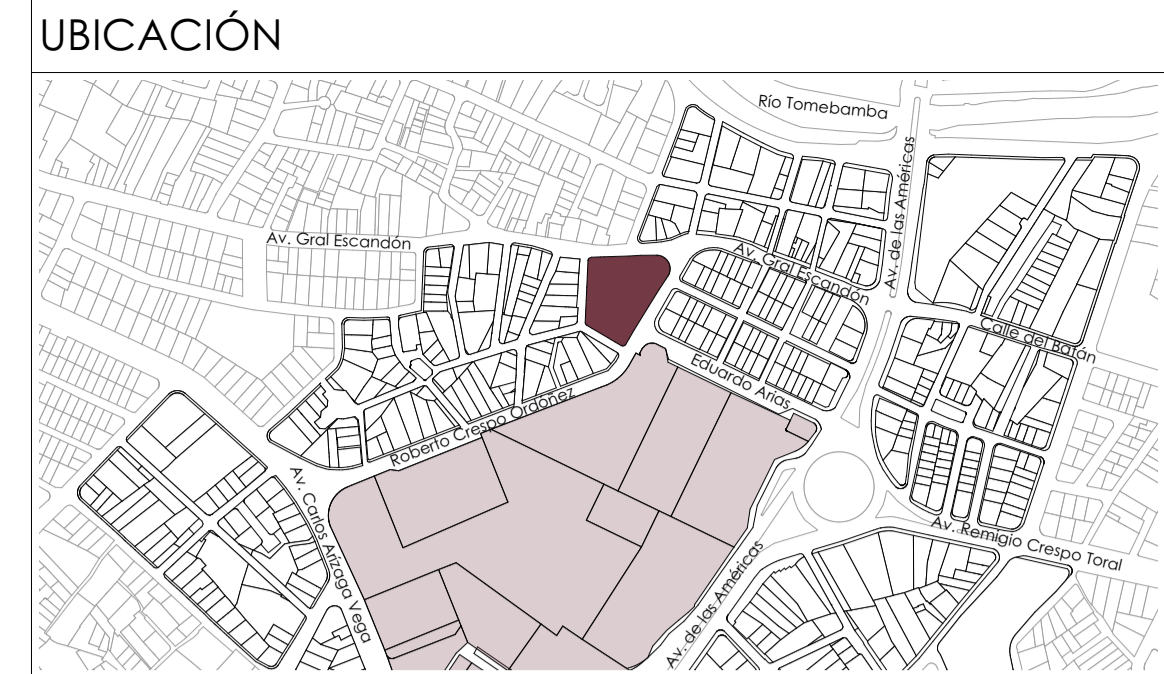 UBICACIÓN
Río Tomebamba
Av. de las Américas
Av. Gral Escandón
Av. Gral Escandón
Calle del Batán
Eduardo Arias
Roberto Crespo Ordóñez
Av. Carlos Arízaga Vega
Av. Remigio Crespo Toral
Av. de las Américas